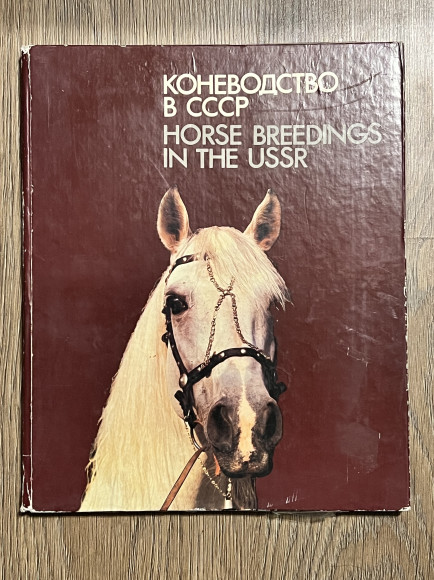 КОНЕВОДСТВО
В СССР
HORSE BREEDINGS
IN THE USSR